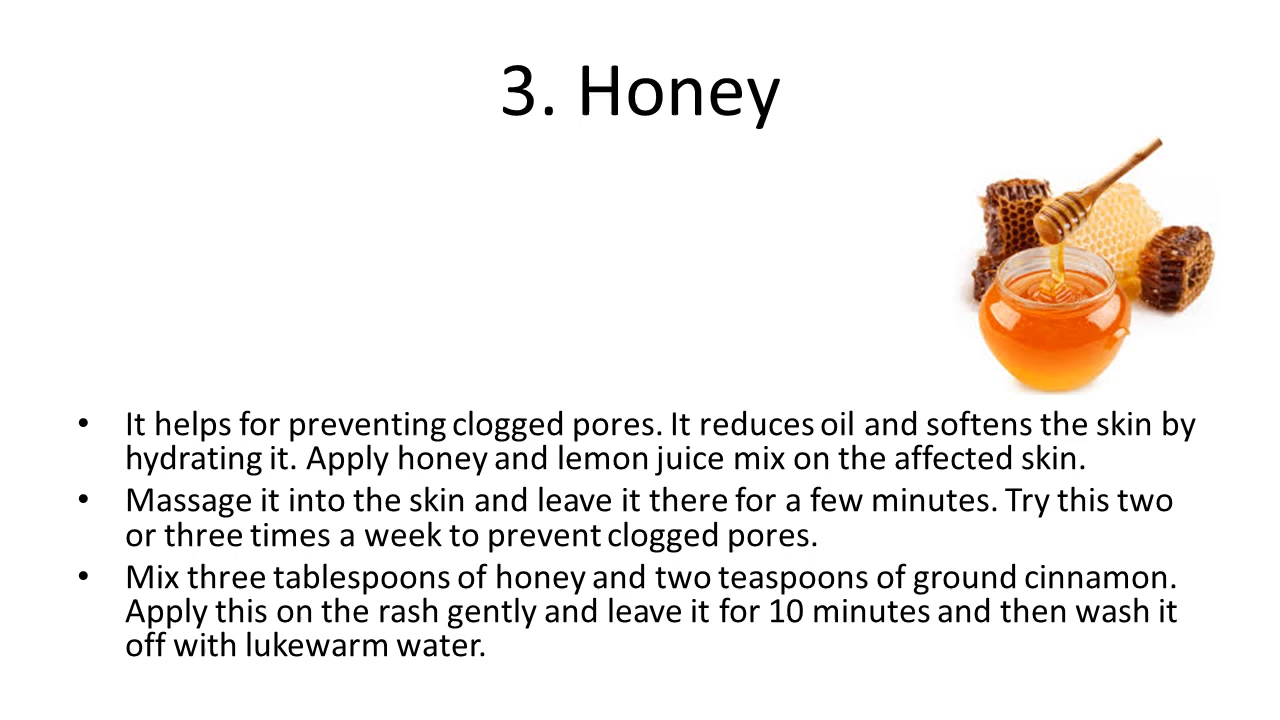 3. Honey
• It helps for preventing clogged pores. It reduces oil and softens the skin by
hydrating it. Apply honey and lemon juice mix on the affected skin.
• Massage it into the skin and leave it there for a few minutes. Try this two
or three times a week to prevent clogged pores.
• Mix three tablespoons of honey and two teaspoons of ground cinnamon.
Apply this on the rash gently and leave it for 10 minutes and then wash it
off with lukewarm water.